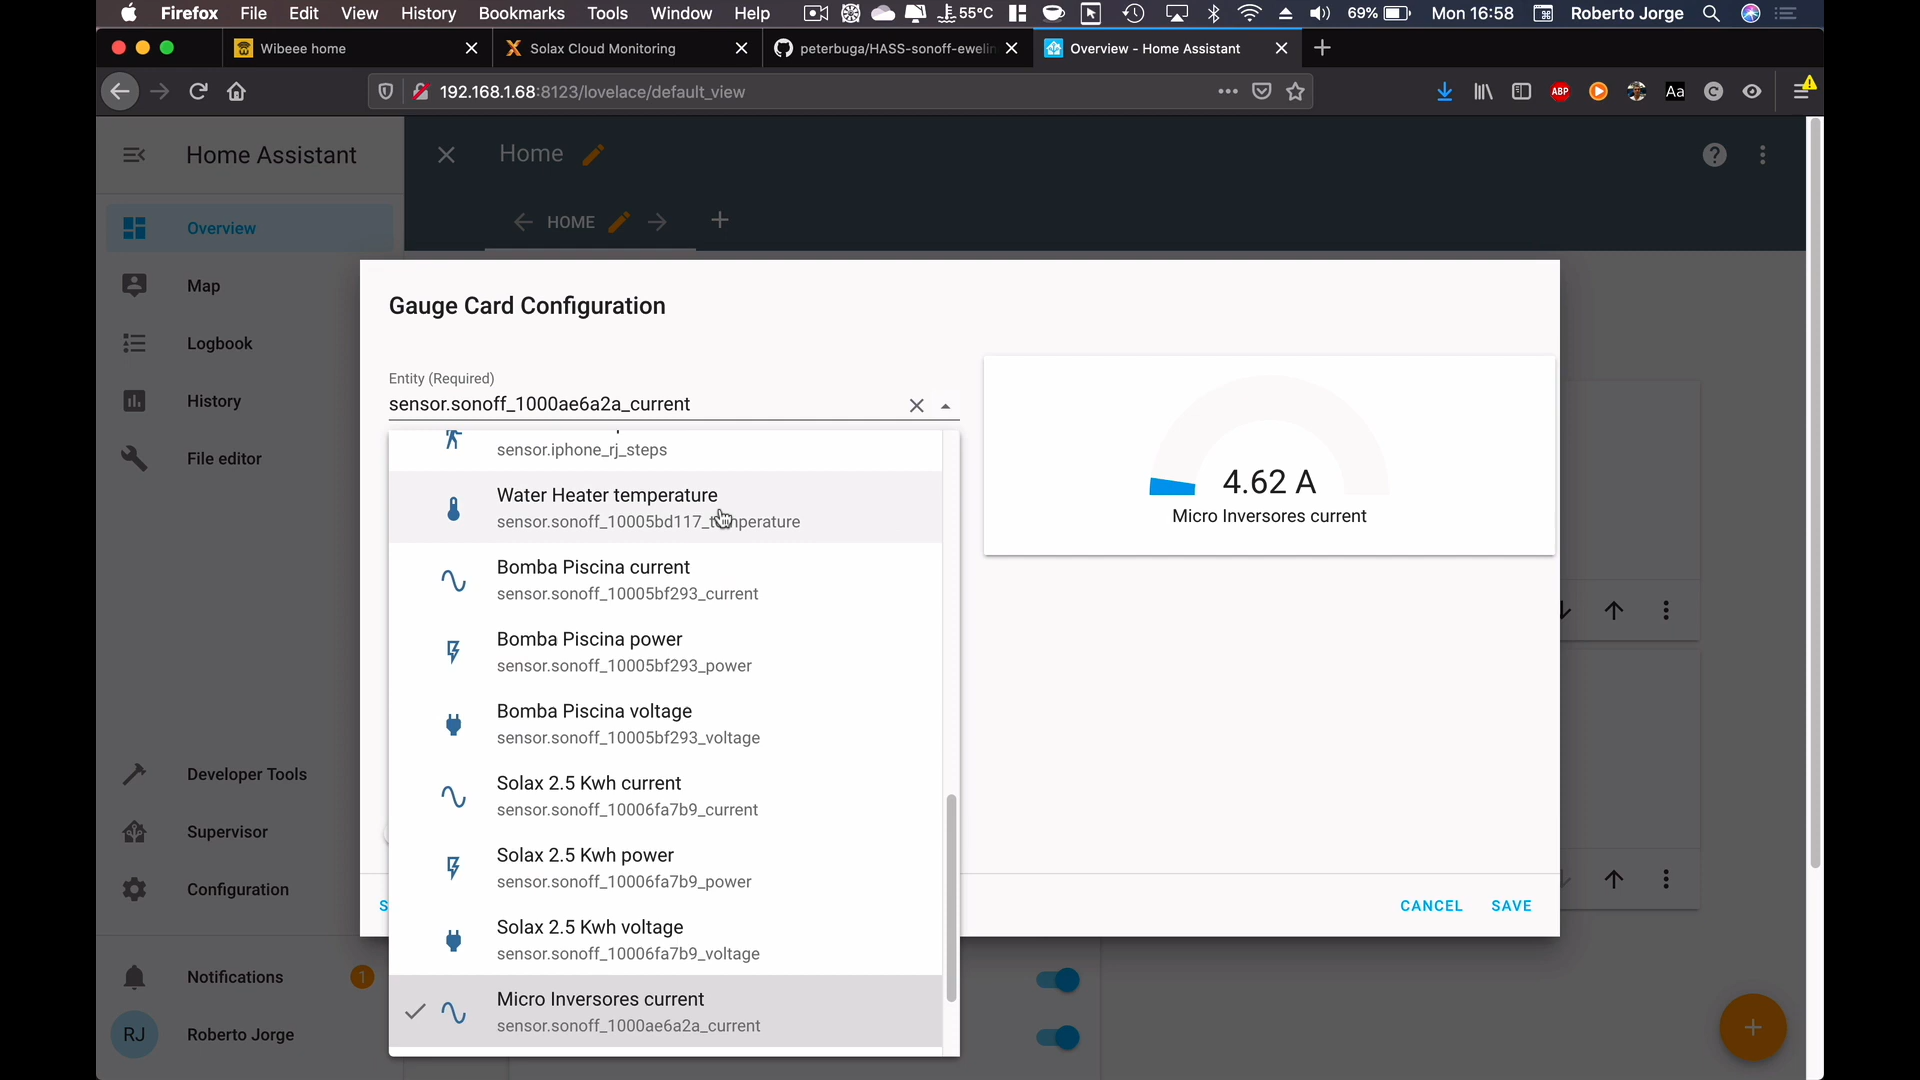 Firefox File Edit View History Bookmarks Tools Window Help 55°C 69% Mon 16:58 Roberto Jorge
Wibeee home
Solax Cloud Monitoring
peterbuga/HASS-sonoff-ewelin
Overview - Home Assistant
192.168.1.68:8123/lovelace/default_view
ABP
Aa
Home Assistant
Home
HOME
Overview
Map
Logbook
History
File editor
Developer Tools
Supervisor
Configuration
Notifications
1
RJ
Roberto Jorge
Gauge Card Configuration
Entity (Required)
sensor.sonoff_1000ae6a2a_current
sensor.iphone_rj_steps
Water Heater temperature
sensor.sonoff_10005bd117_temperature
Bomba Piscina current
sensor.sonoff_10005bf293_current
Bomba Piscina power
sensor.sonoff_10005bf293_power
Bomba Piscina voltage
sensor.sonoff_10005bf293_voltage
Solax 2.5 Kwh current
sensor.sonoff_10006fa7b9_current
Solax 2.5 Kwh power
sensor.sonoff_10006fa7b9_power
Solax 2.5 Kwh voltage
sensor.sonoff_10006fa7b9_voltage
Micro Inversores current
sensor.sonoff_1000ae6a2a_current
4.62 A
Micro Inversores current
CANCEL
SAVE